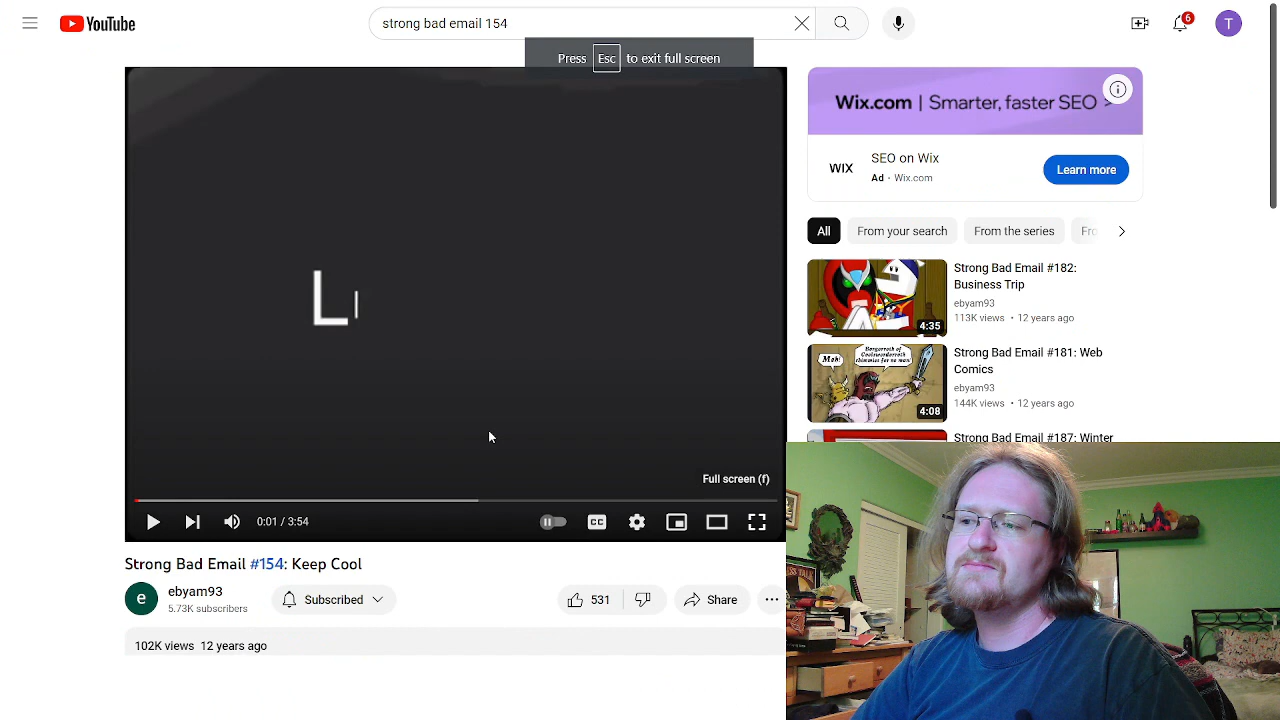 YouTube
strong bad email 154
6
T
Press Esc to exit full screen
L
Full screen (f)
0:01 / 3:54
CC
Strong Bad Email #154: Keep Cool
e
ebyam93
5.73K subscribers
Subscribed
531
Share
102K views 12 years ago
Wix.com | Smarter, faster SEO >
WIX
SEO on Wix
Ad · Wix.com
Learn more
All
From your search
From the series
Fro
4:35
Strong Bad Email #182:
Business Trip
ebyam93
113K views • 12 years ago
Meh!
4:08
Strong Bad Email #181: Web
Comics
ebyam93
144K views • 12 years ago
Strong Bad Email #187: Winter